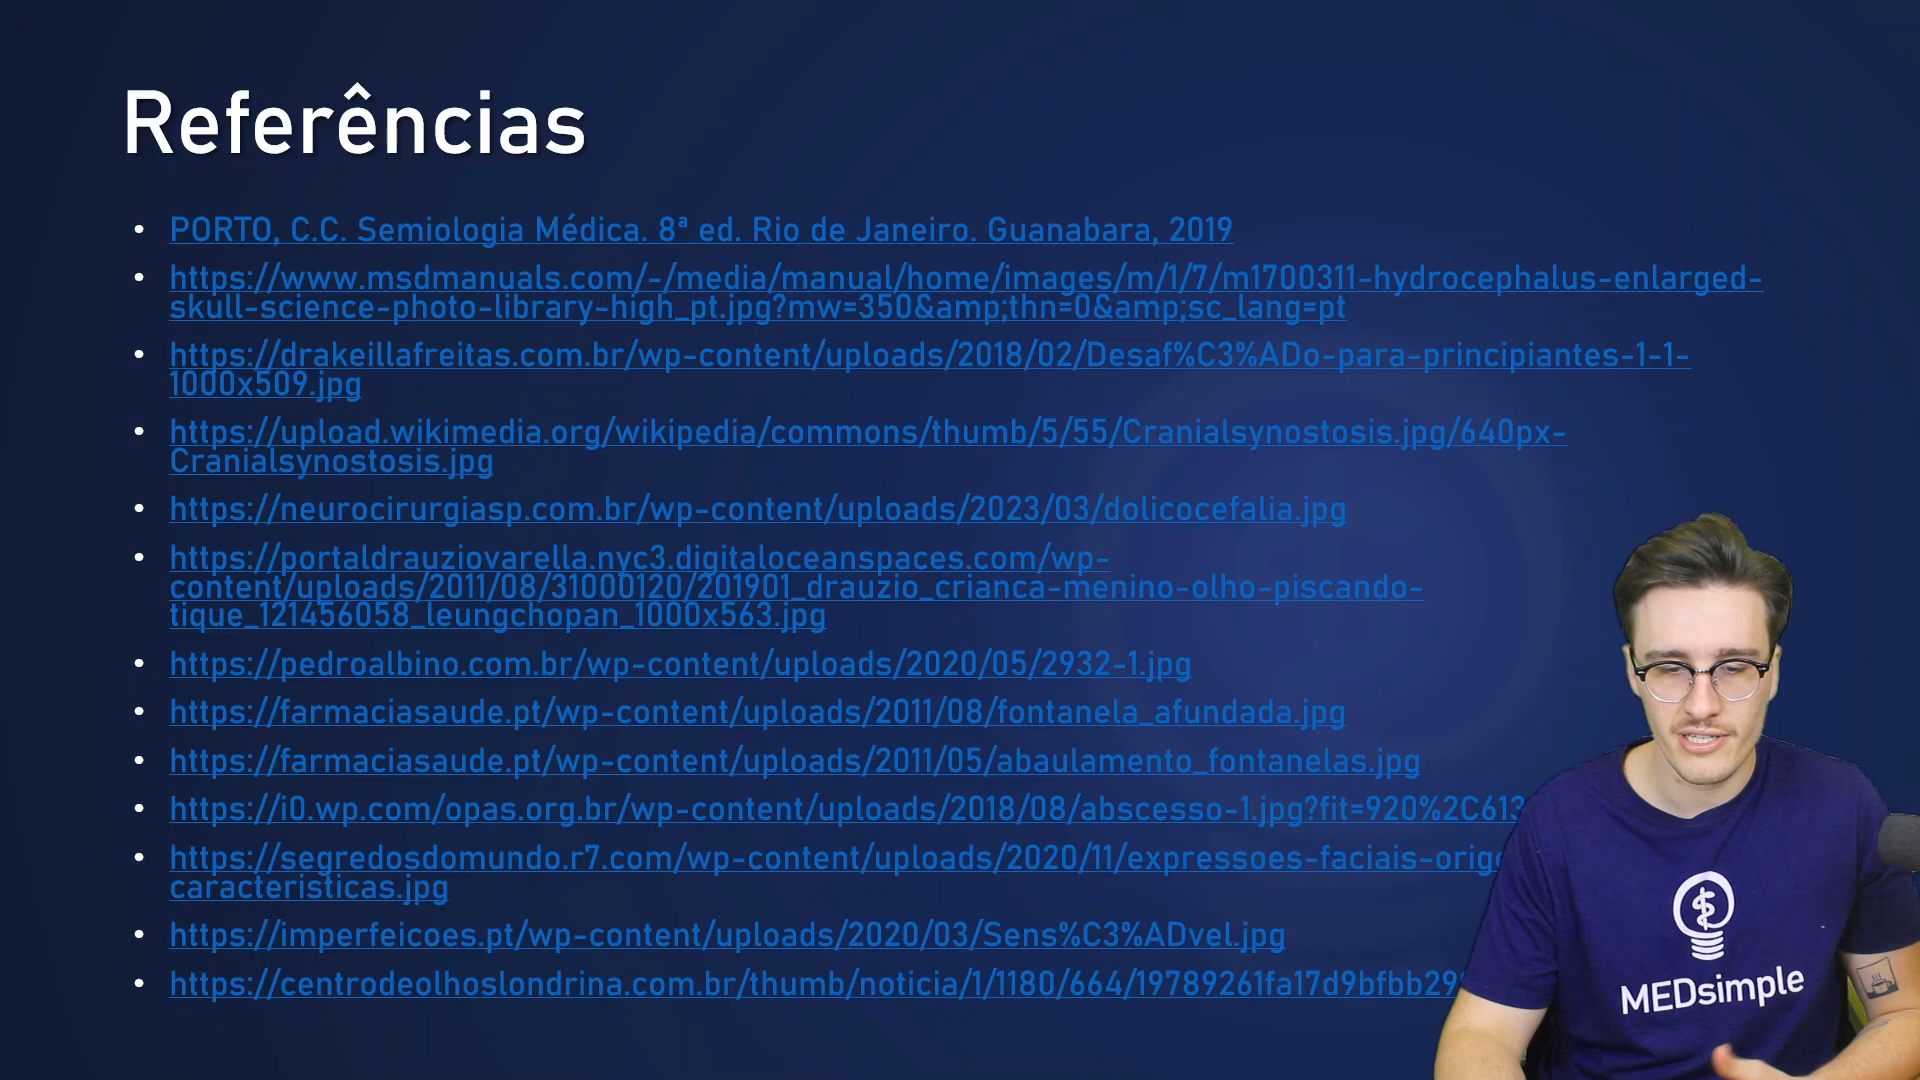 Referências
• PORTO, C.C. Semiologia Médica. 8ª ed. Rio de Janeiro. Guanabara, 2019
• https://www.msdmanuals.com/-/media/manual/home/images/m/1/7/m1700311-hydrocephalus-enlarged-
skull-science-photo-library-high_pt.jpg?mw=350&amp;thn=0&amp;sc_lang=pt
• https://drakeillafreitas.com.br/wp-content/uploads/2018/02/Desaf%C3%ADo-para-principiantes-1-1-
1000x509.jpg
• https://upload.wikimedia.org/wikipedia/commons/thumb/5/55/Cranialsynostosis.jpg/640px-
Cranialsynostosis.jpg
• https://neurocirurgiasp.com.br/wp-content/uploads/2023/03/dolicocefalia.jpg
• https://portaldrauziovarella.nyc3.digitaloceanspaces.com/wp-
content/uploads/2011/08/31000120/201901_drauzio_crianca-menino-olho-piscando-
tique_121456058_leungchopan_1000x563.jpg
• https://pedroalbino.com.br/wp-content/uploads/2020/05/2932-1.jpg
• https://farmaciasaude.pt/wp-content/uploads/2011/08/fontanela_afundada.jpg
• https://farmaciasaude.pt/wp-content/uploads/2011/05/abaulamento_fontanelas.jpg
• https://i0.wp.com/opas.org.br/wp-content/uploads/2018/08/abscesso-1.jpg?fit=920%2C613
• https://segredosdomundo.r7.com/wp-content/uploads/2020/11/expressoes-faciais-orig
caracteristicas.jpg
• https://imperfeicoes.pt/wp-content/uploads/2020/03/Sens%C3%ADvel.jpg
• https://centrodeolhoslondrina.com.br/thumb/noticia/1/1180/664/19789261fa17d9bfbb29
MEDsimple